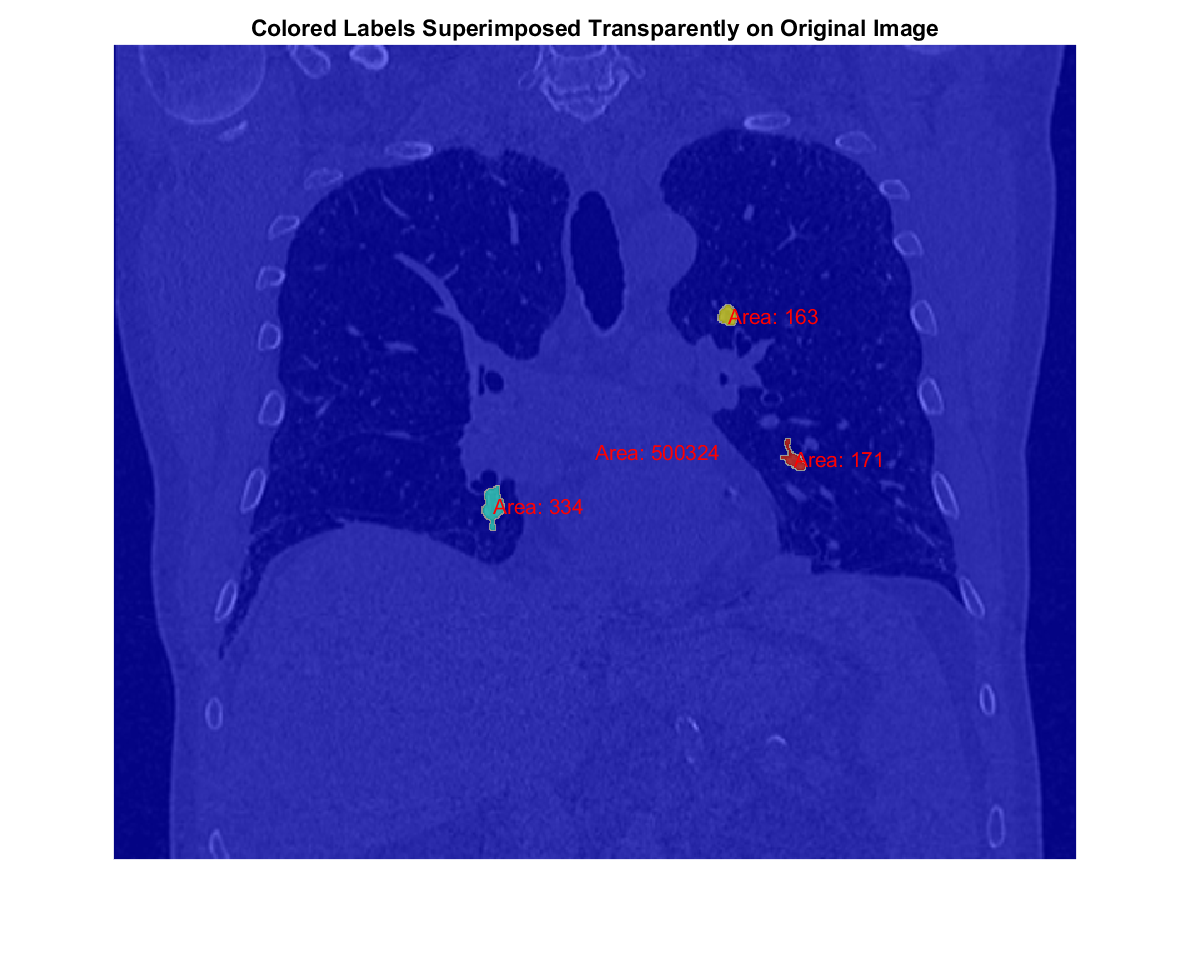 Colored Labels Superimposed Transparently on Original Image
Area: 163
Area: 500324
Area: 171
Area: 334